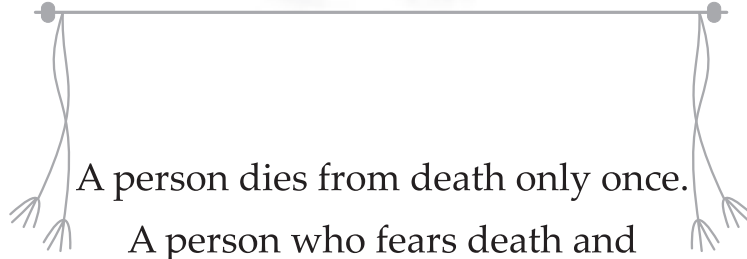 A person dies from death only once.
A person who fears death and